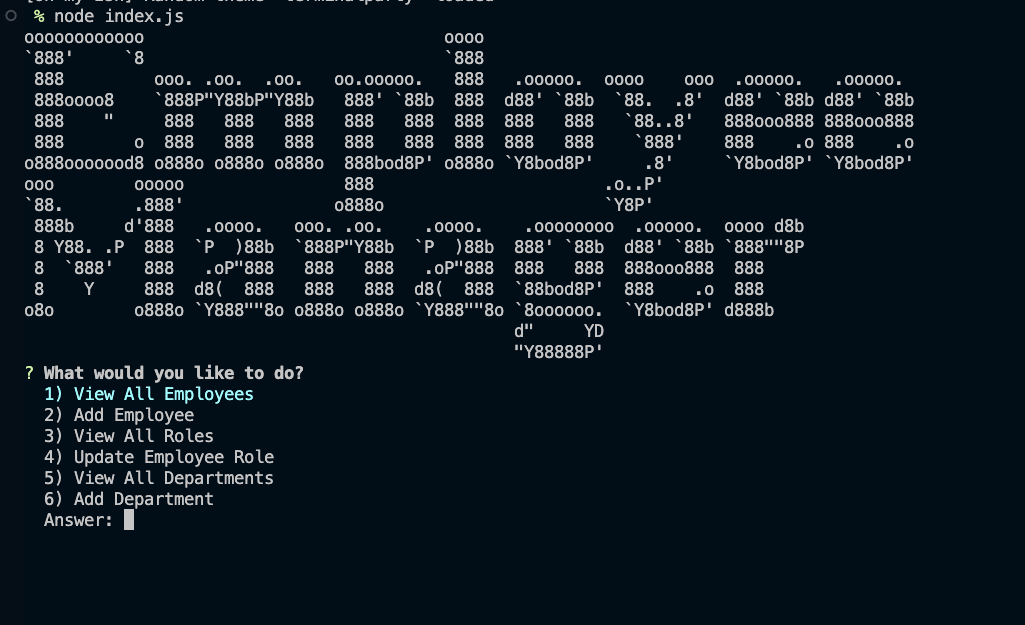 % node index.js
oooooooooooo                              oooo
`888'     `8                              `888
 888         ooo. .oo.  .oo.   oo.ooooo.   888   .ooooo.  oooo    ooo  .ooooo.   .ooooo.
 888oooo8    `888P"Y88bP"Y88b   888' `88b  888  d88' `88b  `88.  .8'  d88' `88b d88' `88b
 888    "     888   888   888   888   888  888  888   888   `88..8'   888ooo888 888ooo888
 888       o  888   888   888   888   888  888  888   888    `888'    888    .o 888    .o
o888ooooood8 o888o o888o o888o  888bod8P' o888o `Y8bod8P'     .8'     `Y8bod8P' `Y8bod8P'
ooo        ooooo                888                       .o..P'
`88.       .888'               o888o                      `Y8P'
 888b     d'888   .oooo.   ooo. .oo.    .oooo.    .oooooooo  .ooooo.  oooo d8b
 8 Y88. .P  888  `P  )88b  `888P"Y88b  `P  )88b  888' `88b  d88' `88b `888""8P
 8  `888'   888   .oP"888   888   888   .oP"888  888   888  888ooo888  888
 8    Y     888  d8(  888   888   888  d8(  888  `88bod8P'  888    .o  888
o8o        o888o `Y888""8o o888o o888o `Y888""8o `8oooooo.  `Y8bod8P' d888b
                                                 d"     YD
                                                 "Y88888P'
? What would you like to do?
1) View All Employees
2) Add Employee
3) View All Roles
4) Update Employee Role
5) View All Departments
6) Add Department
Answer: